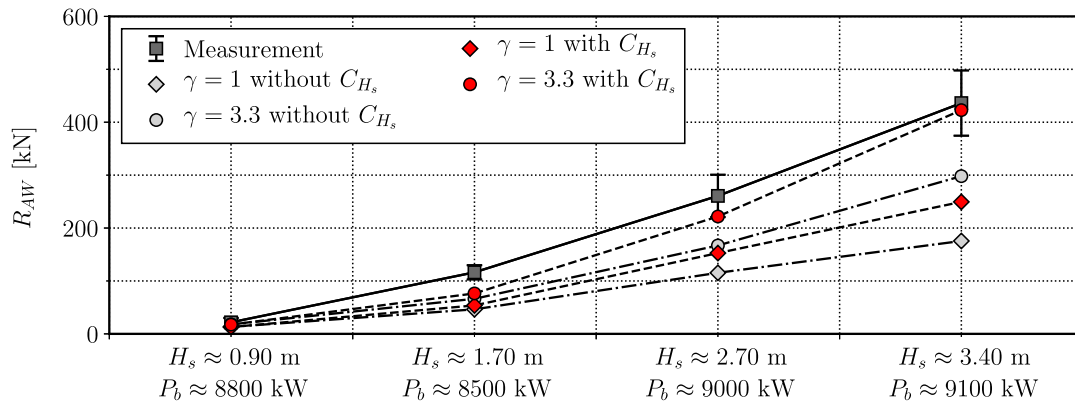 600
400
200
0
R_{AW} [kN]
Measurement
γ = 1 without C_{H_s}
γ = 3.3 without C_{H_s}
γ = 1 with C_{H_s}
γ = 3.3 with C_{H_s}
H_s ≈ 0.90 m
P_b ≈ 8800 kW
H_s ≈ 1.70 m
P_b ≈ 8500 kW
H_s ≈ 2.70 m
P_b ≈ 9000 kW
H_s ≈ 3.40 m
P_b ≈ 9100 kW